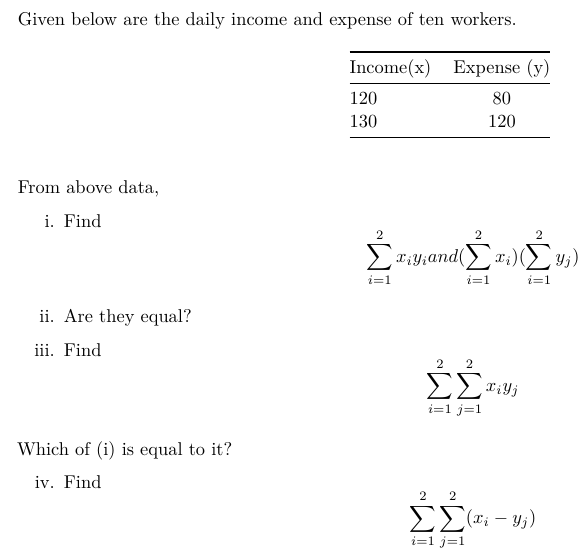 Given below are the daily income and expense of ten workers.
Income(x) Expense (y)
120 80
130 120
From above data,
i. Find
$\sum_{i=1}^{2} x_i y_i and (\sum_{i=1}^{2} x_i)(\sum_{i=1}^{2} y_j)$
ii. Are they equal?
iii. Find
$\sum_{i=1}^{2} \sum_{j=1}^{2} x_i y_j$
Which of (i) is equal to it?
iv. Find
$\sum_{i=1}^{2} \sum_{j=1}^{2} (x_i - y_j)$